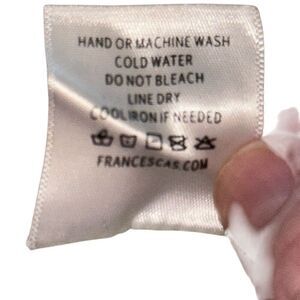 HAND OR MACHINE WASH
COLD WATER
DO NOT BLEACH
LINE DRY
COOL IRON IF NEEDED
FRANCESCAS.COM